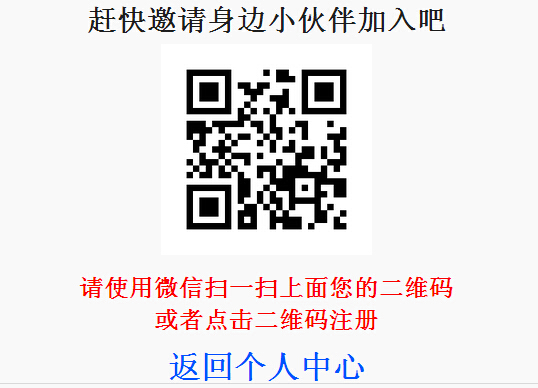 赶快邀请身边小伙伴加入吧
请使用微信扫一扫上面您的二维码
或者点击二维码注册
返回个人中心